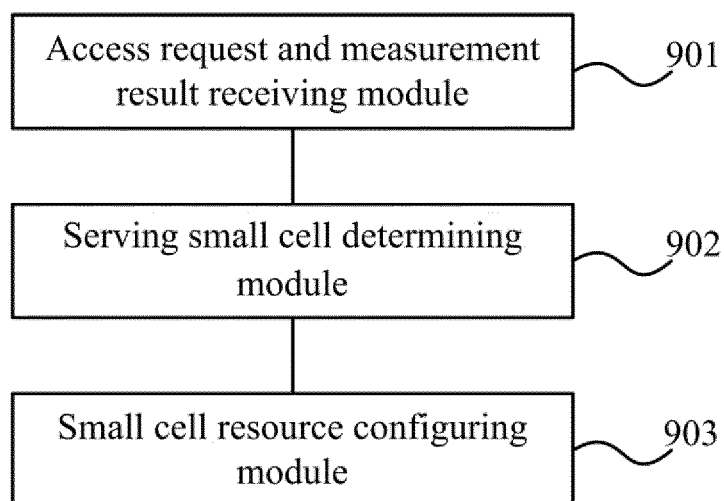 Access request and measurement
result receiving module
901
Serving small cell determining
module
902
Small cell resource configuring
module
903